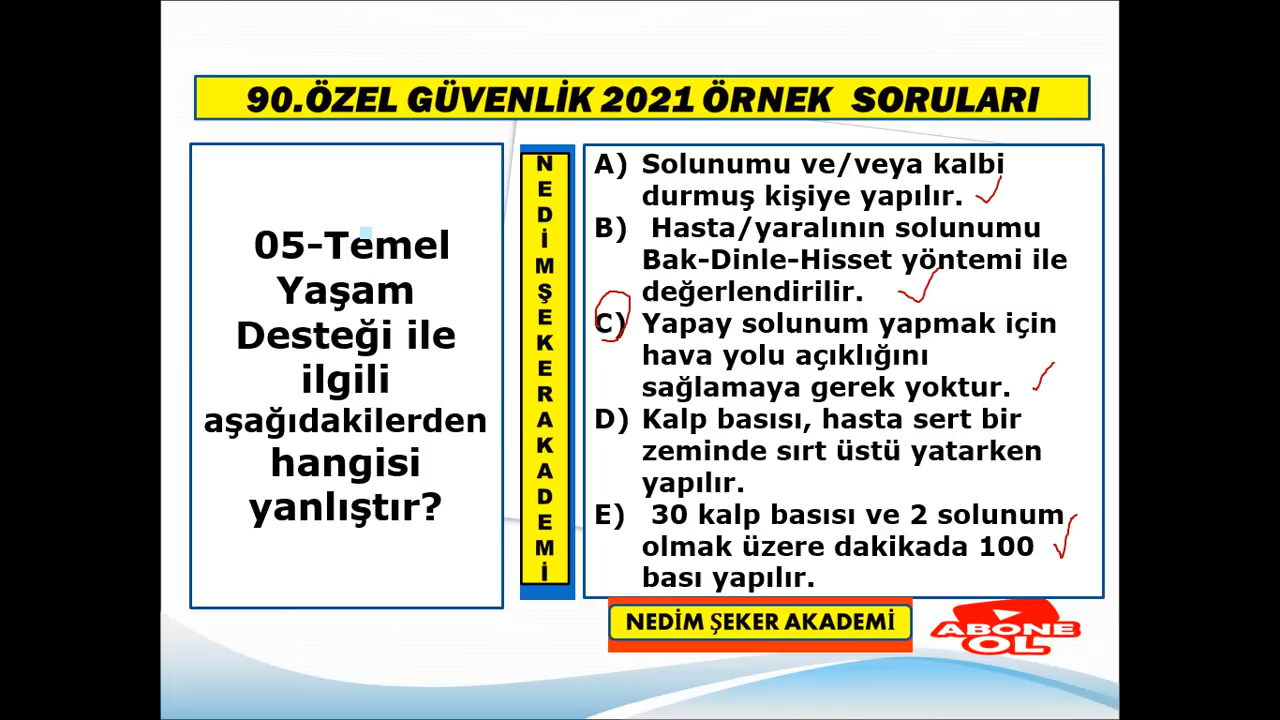 90.ÖZEL GÜVENLİK 2021 ÖRNEK SORULARI
05-Temel
Yaşam
Desteği ile
ilgili
aşağıdakilerden
hangisi
yanlıştır?
N
E
D
İ
M
Ş
E
K
E
R
A
K
A
D
E
M
İ
A) Solunumu ve/veya kalbi
durmuş kişiye yapılır.
B) Hasta/yaralının solunumu
Bak-Dinle-Hisset yöntemi ile
değerlendirilir.
C) Yapay solunum yapmak için
hava yolu açıklığını
sağlamaya gerek yoktur.
D) Kalp basısı, hasta sert bir
zeminde sırt üstü yatarken
yapılır.
E) 30 kalp basısı ve 2 solunum
olmak üzere dakikada 100
bası yapılır.
NEDİM ŞEKER AKADEMİ
ABONE
OL